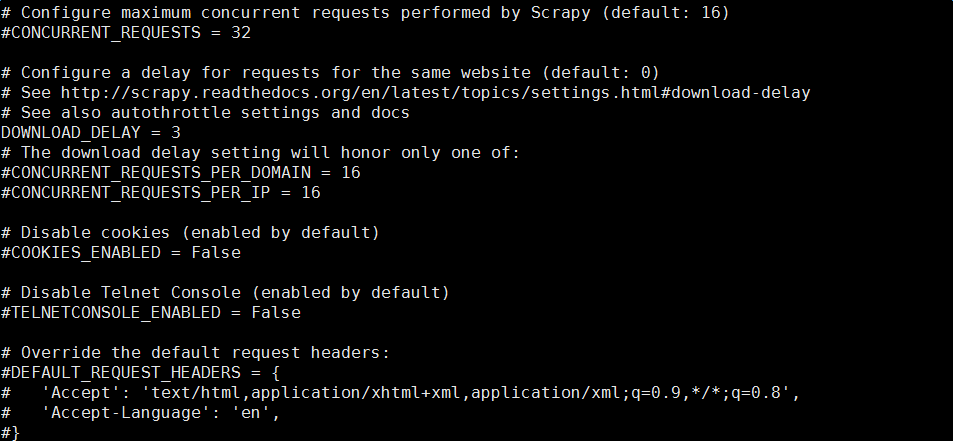 # Configure maximum concurrent requests performed by Scrapy (default: 16)
#CONCURRENT_REQUESTS = 32
# Configure a delay for requests for the same website (default: 0)
# See http://scrapy.readthedocs.org/en/latest/topics/settings.html#download-delay
# See also autothrottle settings and docs
DOWNLOAD_DELAY = 3
# The download delay setting will honor only one of:
#CONCURRENT_REQUESTS_PER_DOMAIN = 16
#CONCURRENT_REQUESTS_PER_IP = 16
# Disable cookies (enabled by default)
#COOKIES_ENABLED = False
# Disable Telnet Console (enabled by default)
#TELNETCONSOLE_ENABLED = False
# Override the default request headers:
#DEFAULT_REQUEST_HEADERS = {
#   'Accept': 'text/html,application/xhtml+xml,application/xml;q=0.9,*/*;q=0.8',
#   'Accept-Language': 'en',
#}